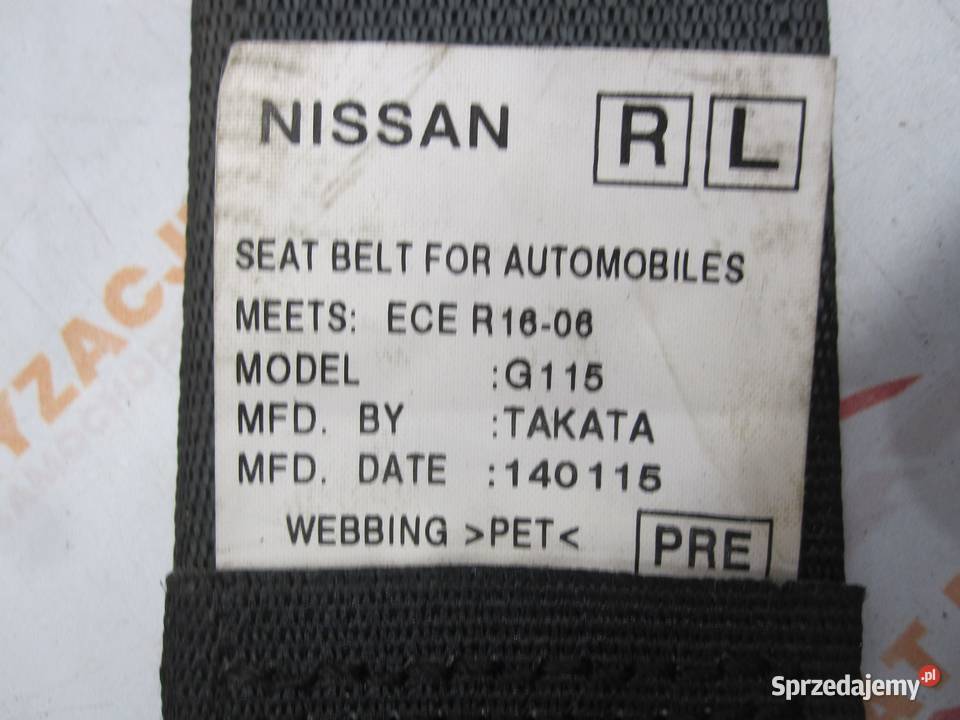 NISSAN R L
SEAT BELT FOR AUTOMOBILES
MEETS: ECE R16-06
MODEL :G115
MFD. BY :TAKATA
MFD. DATE :140115
WEBBING >PET< PRE
Sprzedajemy.pl